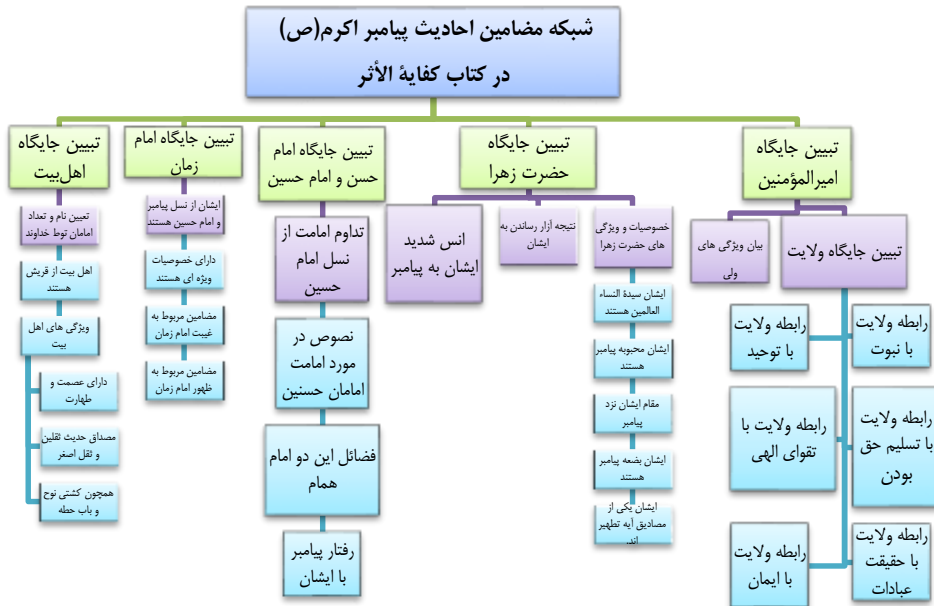 شبکه مضامین احادیث پیامبر اکرم(ص)
در کتاب کفایة الأثر
تبیین جایگاه
امیرالمؤمنین
تبیین جایگاه ولایت
رابطه ولایت
با نبوت
رابطه ولایت
با توحید
رابطه ولایت
با تسلیم حق
بودن
رابطه ولایت با
تقوای الهی
رابطه ولایت
با حقیقت
عبادات
رابطه ولایت
با ایمان
بیان ویژگی های
ولی
تبیین جایگاه
حضرت زهرا
خصوصیات و ویژگی
های حضرت زهرا
ایشان سیدة النساء
العالمین هستند
ایشان محبوبه پیامبر
هستند
مقام ایشان نزد
پیامبر
ایشان بضعه پیامبر
هستند
ایشان یکی از
مصادیق آیه تطهیر
اند.
نتیجه آزار رساندن به
ایشان
انس شدید
ایشان به پیامبر
تبیین جایگاه امام
حسن و امام حسین
تداوم امامت از
نسل امام
حسین
نصوص در
مورد امامت
امامان حسنین
فضائل این دو امام
همام
رفتار پیامبر
با ایشان
تبیین جایگاه امام
زمان
ایشان از نسل پیامبر
و امام حسین هستند
دارای خصوصیات
ویژه ای هستند
مضامین مربوط به
غیبت امام زمان
مضامین مربوط به
ظهور امام زمان
تبیین جایگاه
اهل‌بیت
تعیین نام و تعداد
امامان توط خداوند
اهل بیت از قریش
هستند
ویژگی های اهل
بیت
دارای عصمت و
طهارت
مصداق حدیث ثقلین
و ثقل اصغر
همچون کشتی نوح
و باب حطه